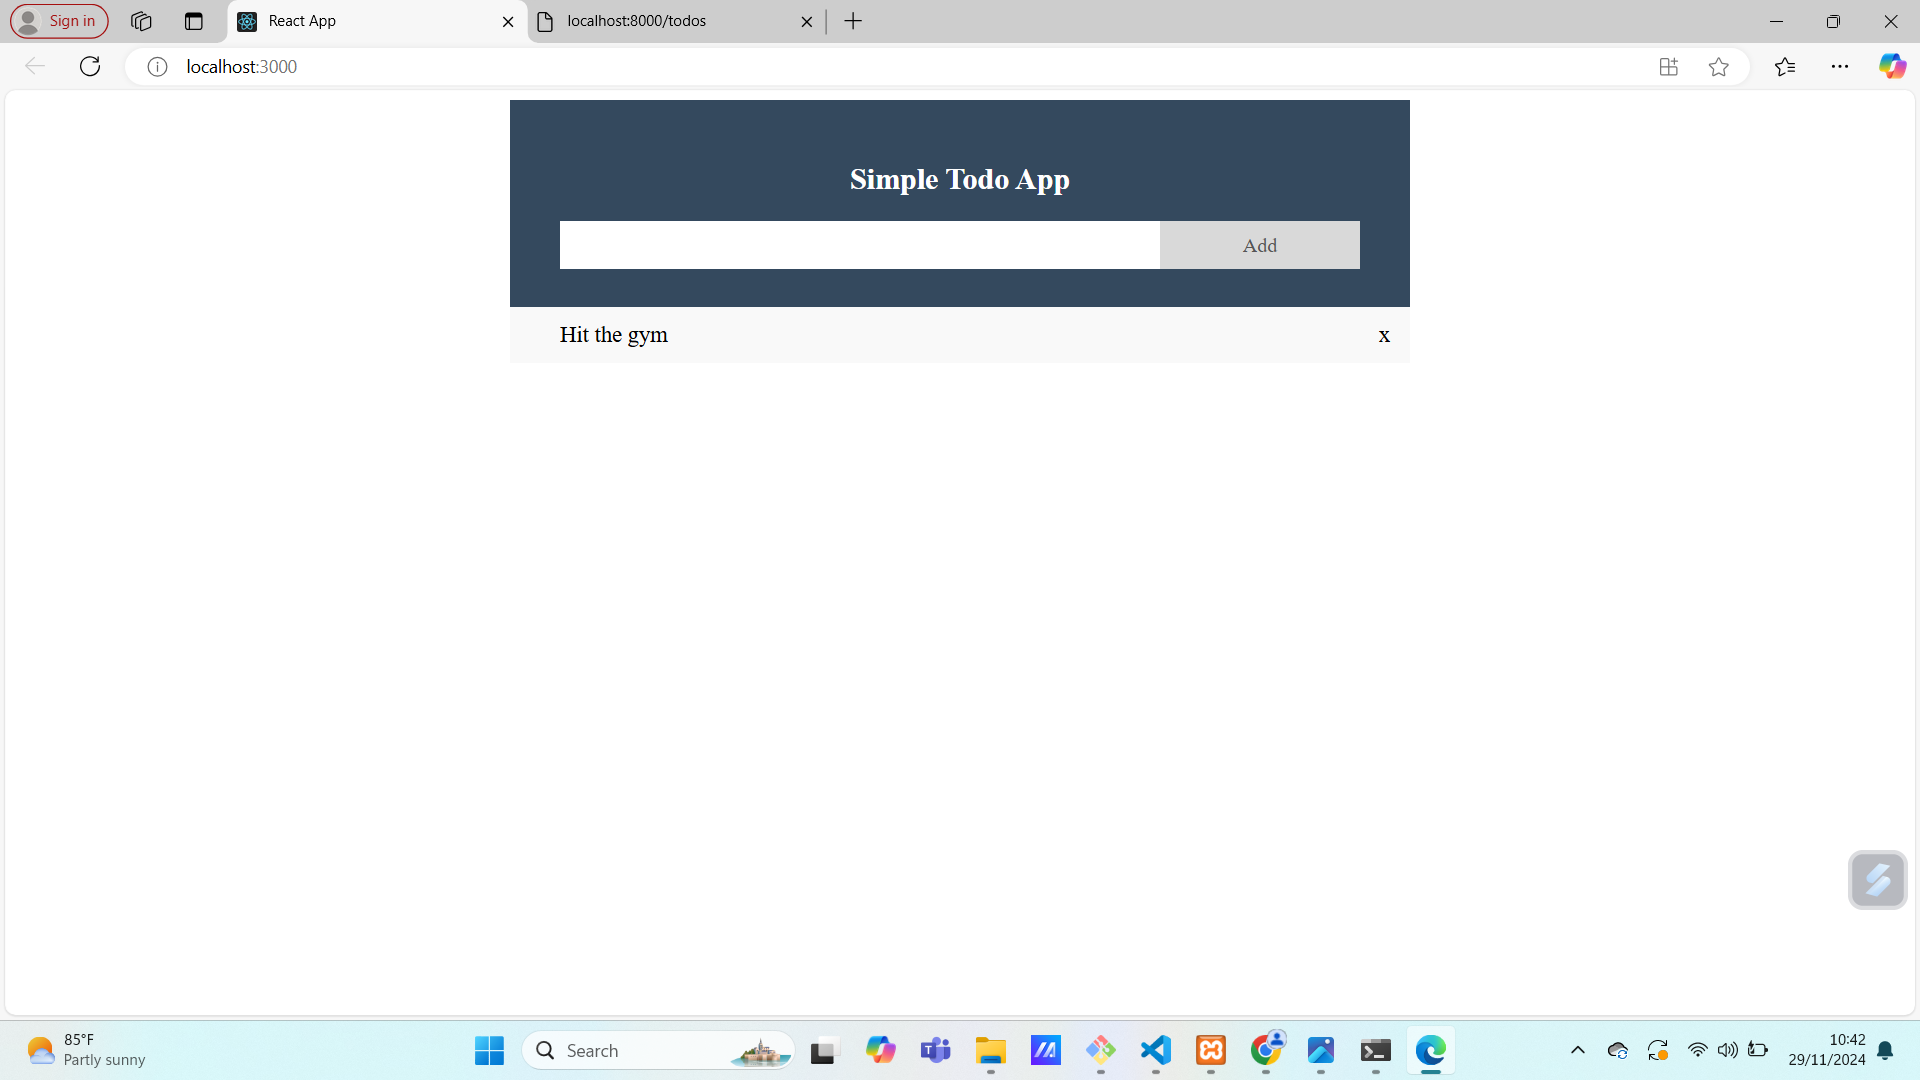 Sign in
React App
localhost:8000/todos
localhost:3000
Simple Todo App
Add
Hit the gym
x
85°F
Partly sunny
Search
10:42
29/11/2024